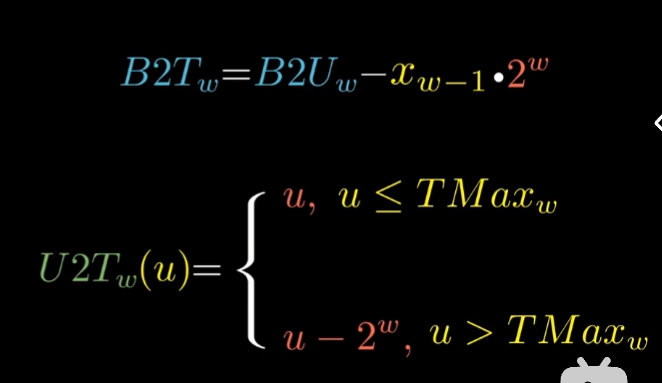 B2T_w=B2U_w−x_{w−1}•2^w
u, u ≤ TMax_w
U2T_w(u)=
u − 2^w, u > TMax_w